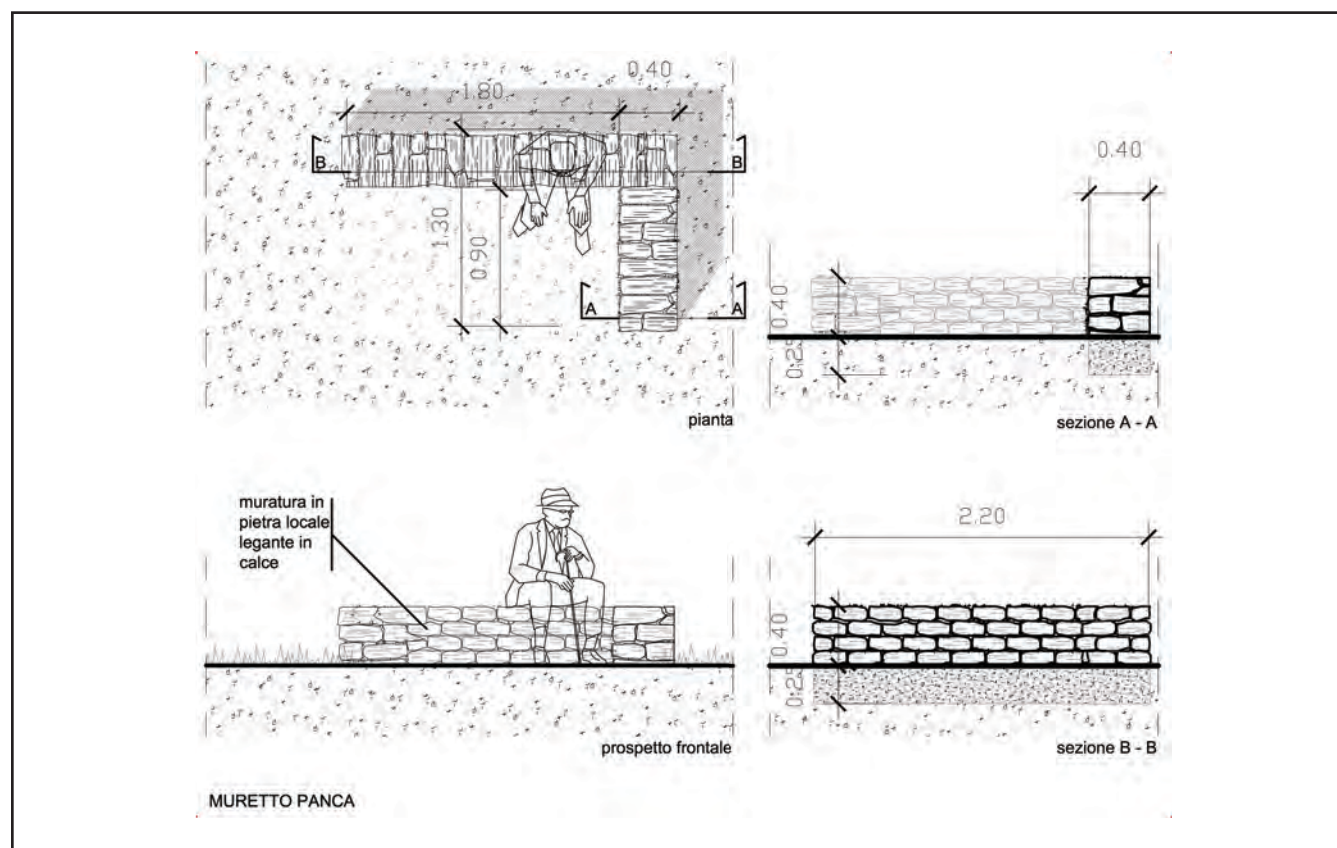 0.40
1.80
B
B
1.30
0.90
A
A
pianta
0.40
0.40
0.25
sezione A - A
muratura in
pietra locale
legante in
calce
prospetto frontale
2.20
0.40
0.25
sezione B - B
MURETTO PANCA